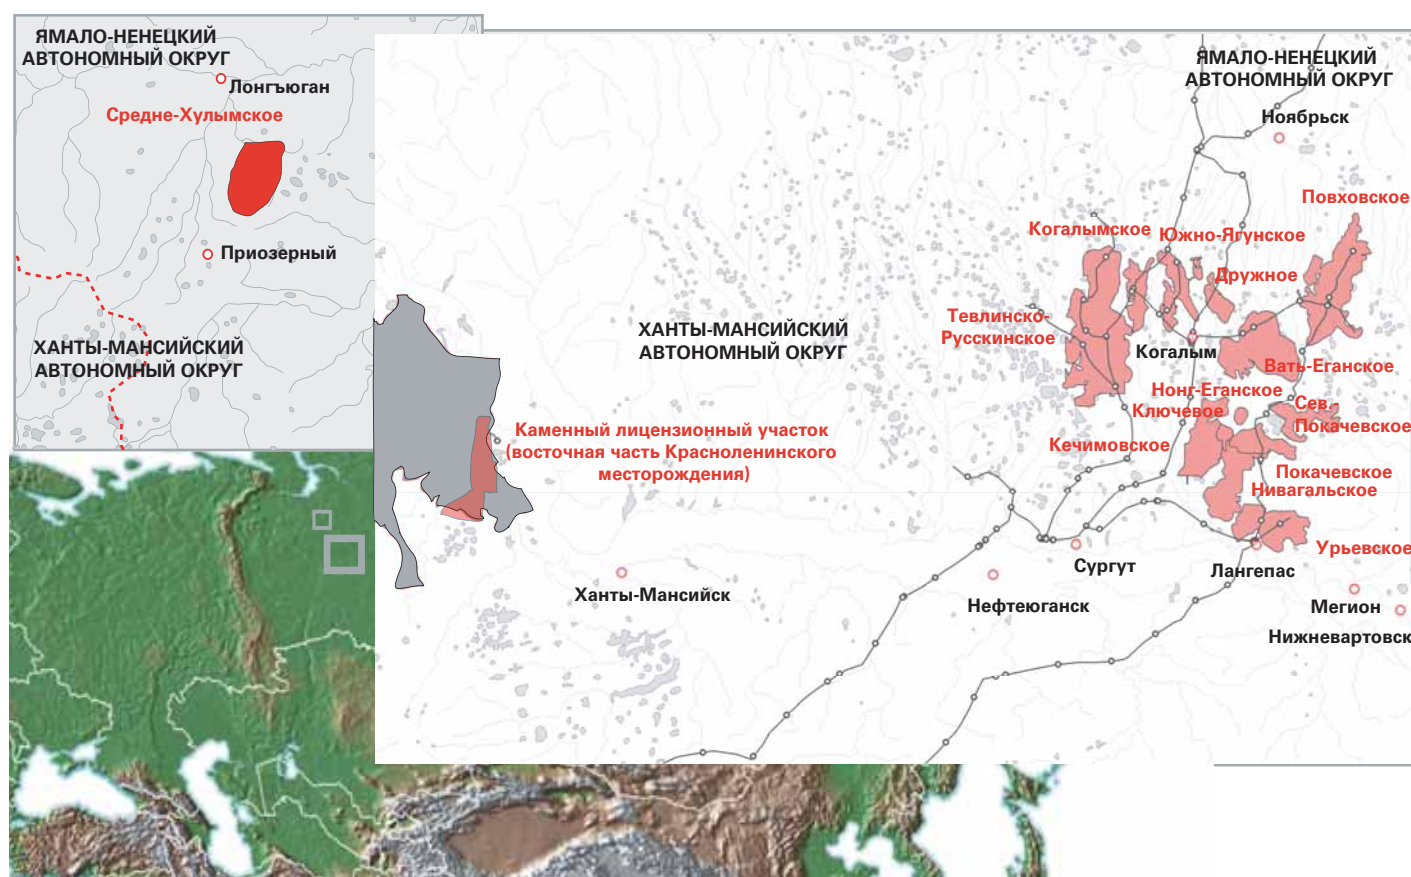 ЯМАЛО-НЕНЕЦКИЙ
АВТОНОМНЫЙ ОКРУГ
Лонгъюган
Средне-Хулымское
Приозерный
ХАНТЫ-МАНСИЙСКИЙ
АВТОНОМНЫЙ ОКРУГ
ЯМАЛО-НЕНЕЦКИЙ
АВТОНОМНЫЙ ОКРУГ
Ноябрьск
Повховское
Когалымское
Южно-Ягунское
Дружное
Тевлинско-
Русскинское
ХАНТЫ-МАНСИЙСКИЙ
АВТОНОМНЫЙ ОКРУГ
Когалым
Вать-Еганское
Нонг-Еганское
Ключевое
Сев.-
Покачевское
Каменный лицензионный участок
(восточная часть Красноленинского
месторождения)
Кечимовское
Покачевское
Нивагальское
Урьевское
Сургут
Лангепас
Ханты-Мансийск
Нефтеюганск
Мегион
Нижневартовск